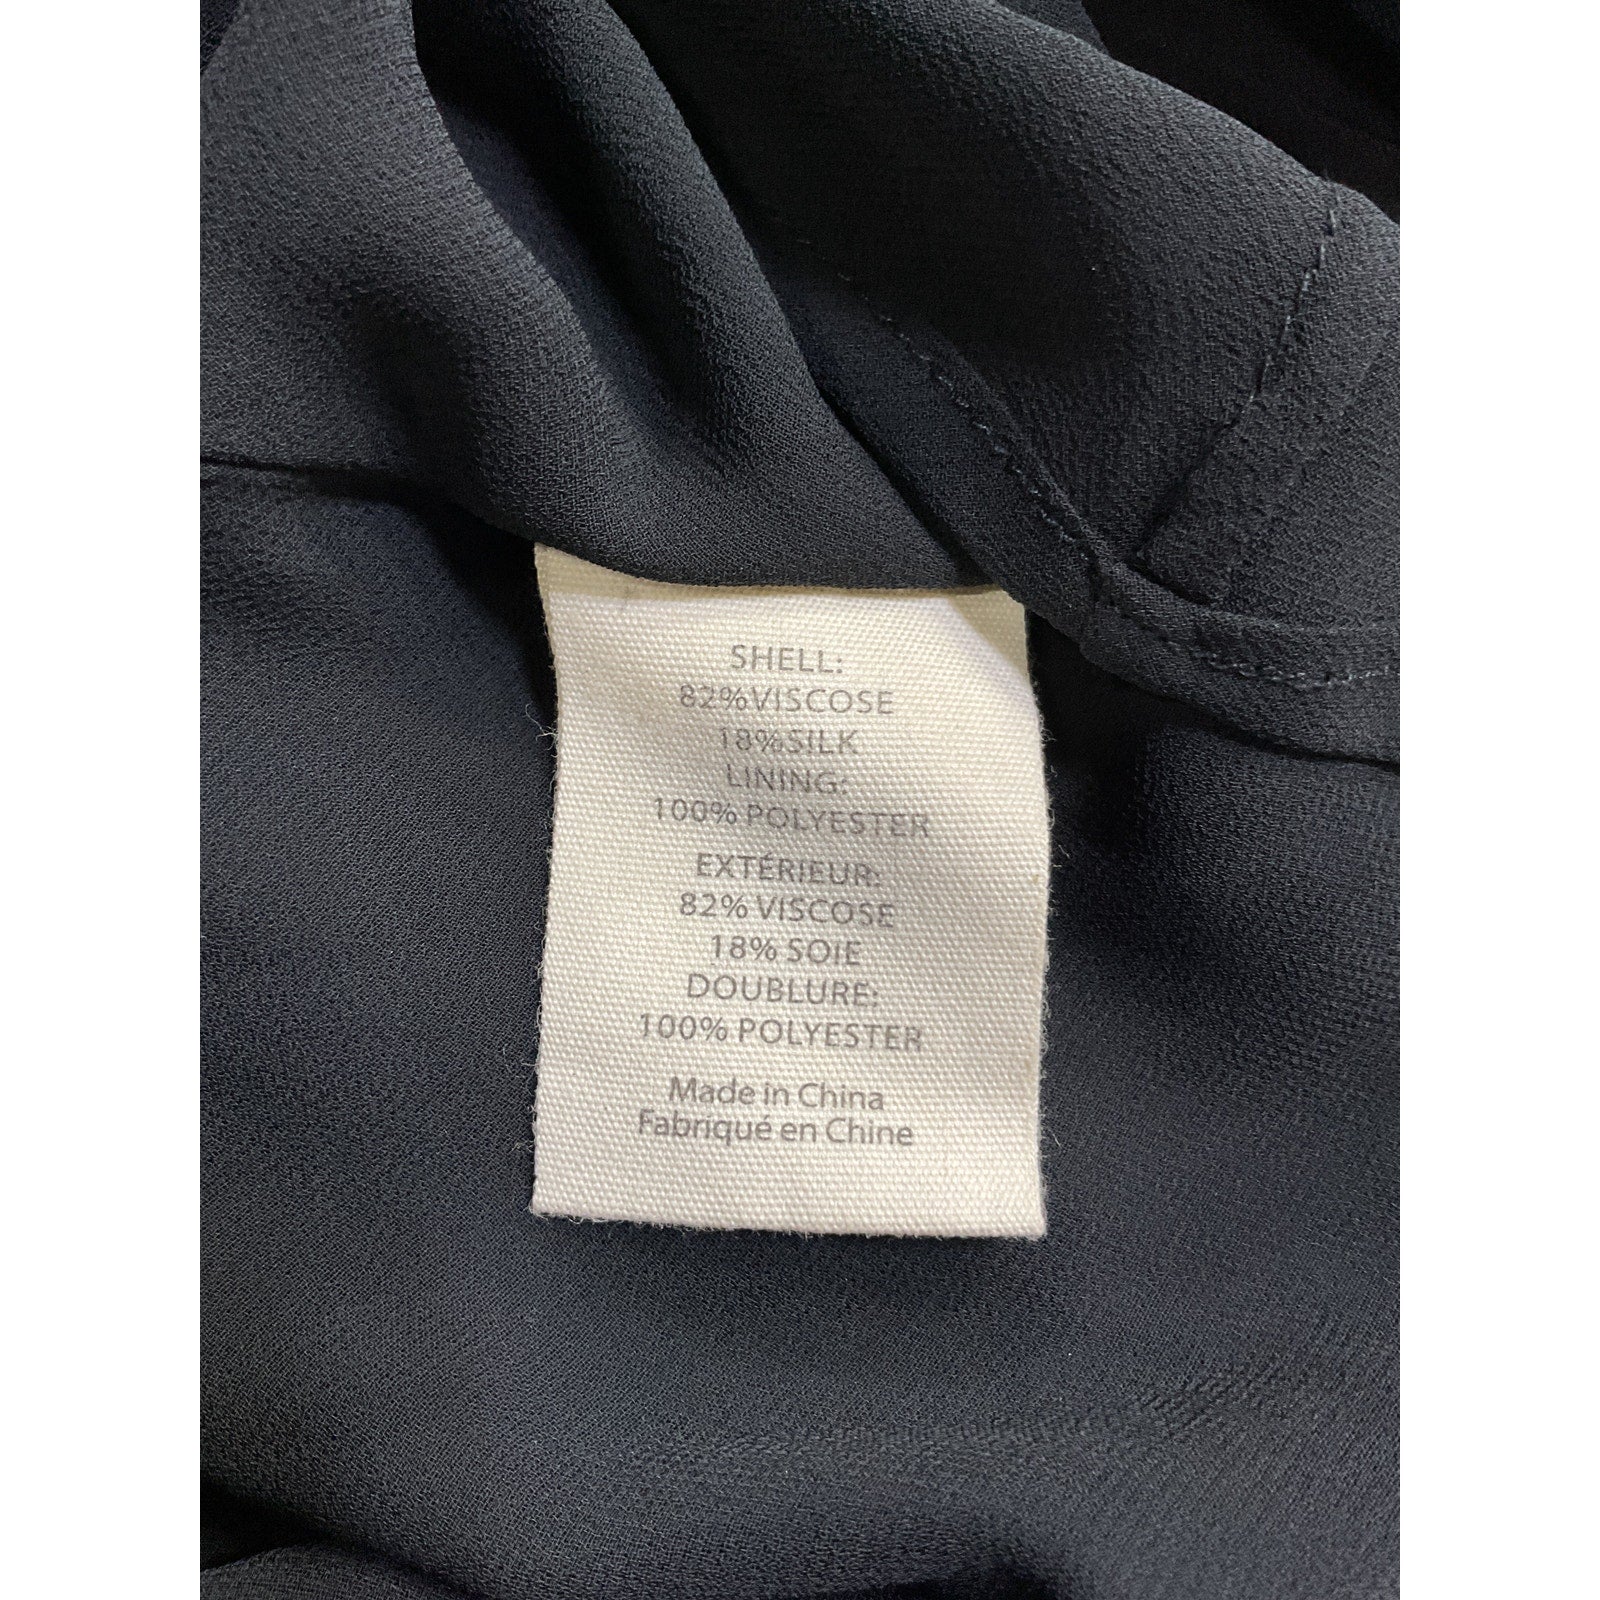 SHELL:
82%VISCOSE
18%SILK
LINING:
100% POLYESTER
EXTÉRIEUR:
82% VISCOSE
18% SOIE
DOUBLURE:
100% POLYESTER
Made in China
Fabriqué en Chine